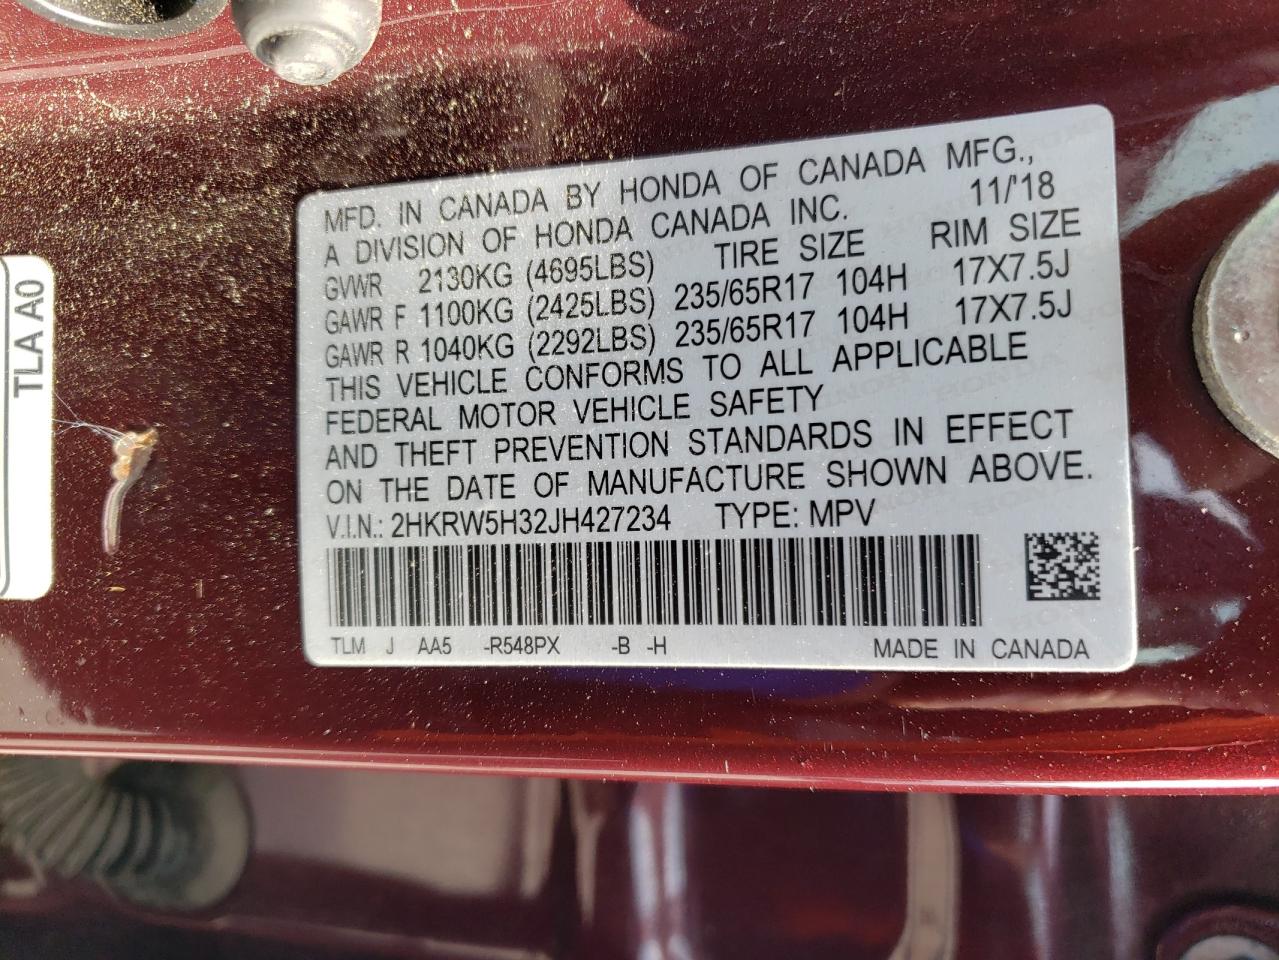 MFD. IN CANADA BY HONDA OF CANADA MFG.,
A DIVISION OF HONDA CANADA INC. 11/'18
GVWR 2130KG (4695LBS) TIRE SIZE RIM SIZE
GAWR F 1100KG (2425LBS) 235/65R17 104H 17X7.5J
GAWR R 1040KG (2292LBS) 235/65R17 104H 17X7.5J
THIS VEHICLE CONFORMS TO ALL APPLICABLE
FEDERAL MOTOR VEHICLE SAFETY
AND THEFT PREVENTION STANDARDS IN EFFECT
ON THE DATE OF MANUFACTURE SHOWN ABOVE.
V.I.N.: 2HKRW5H32JH427234 TYPE: MPV
TLM J AA5 -R548PX -B -H MADE IN CANADA
TLA A0